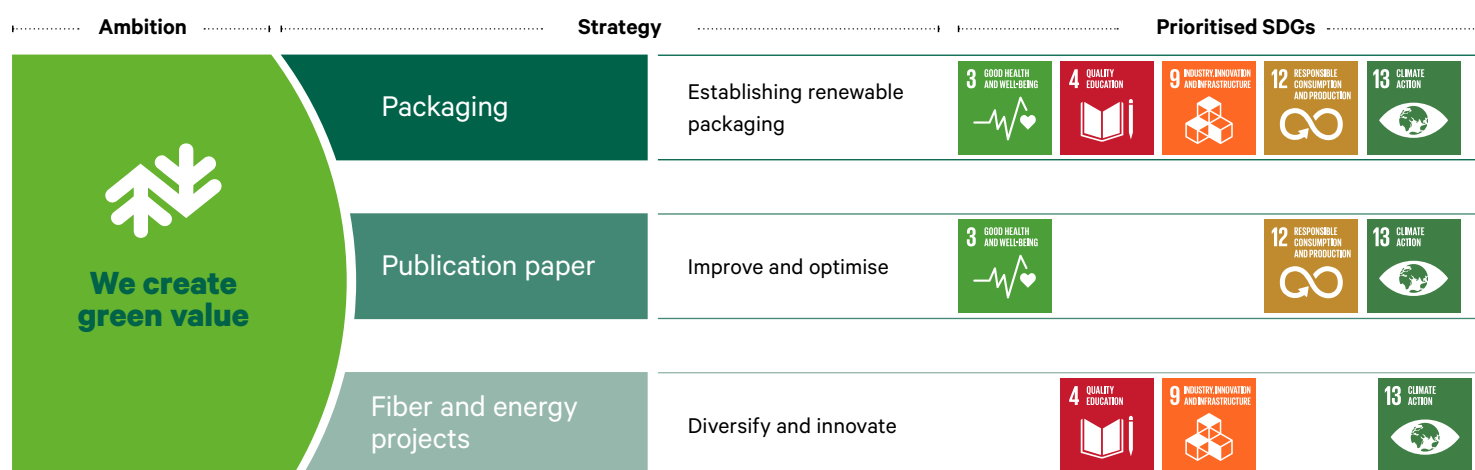 Ambition
Strategy
Prioritised SDGs
We create
green value
Packaging
Establishing renewable
packaging
3 GOOD HEALTH
AND WELL-BEING
4 QUALITY
EDUCATION
9 INDUSTRY, INNOVATION
AND INFRASTRUCTURE
12 RESPONSIBLE
CONSUMPTION
AND PRODUCTION
13 CLIMATE
ACTION
Publication paper
Improve and optimise
3 GOOD HEALTH
AND WELL-BEING
12 RESPONSIBLE
CONSUMPTION
AND PRODUCTION
13 CLIMATE
ACTION
Fiber and energy
projects
Diversify and innovate
4 QUALITY
EDUCATION
9 INDUSTRY, INNOVATION
AND INFRASTRUCTURE
13 CLIMATE
ACTION